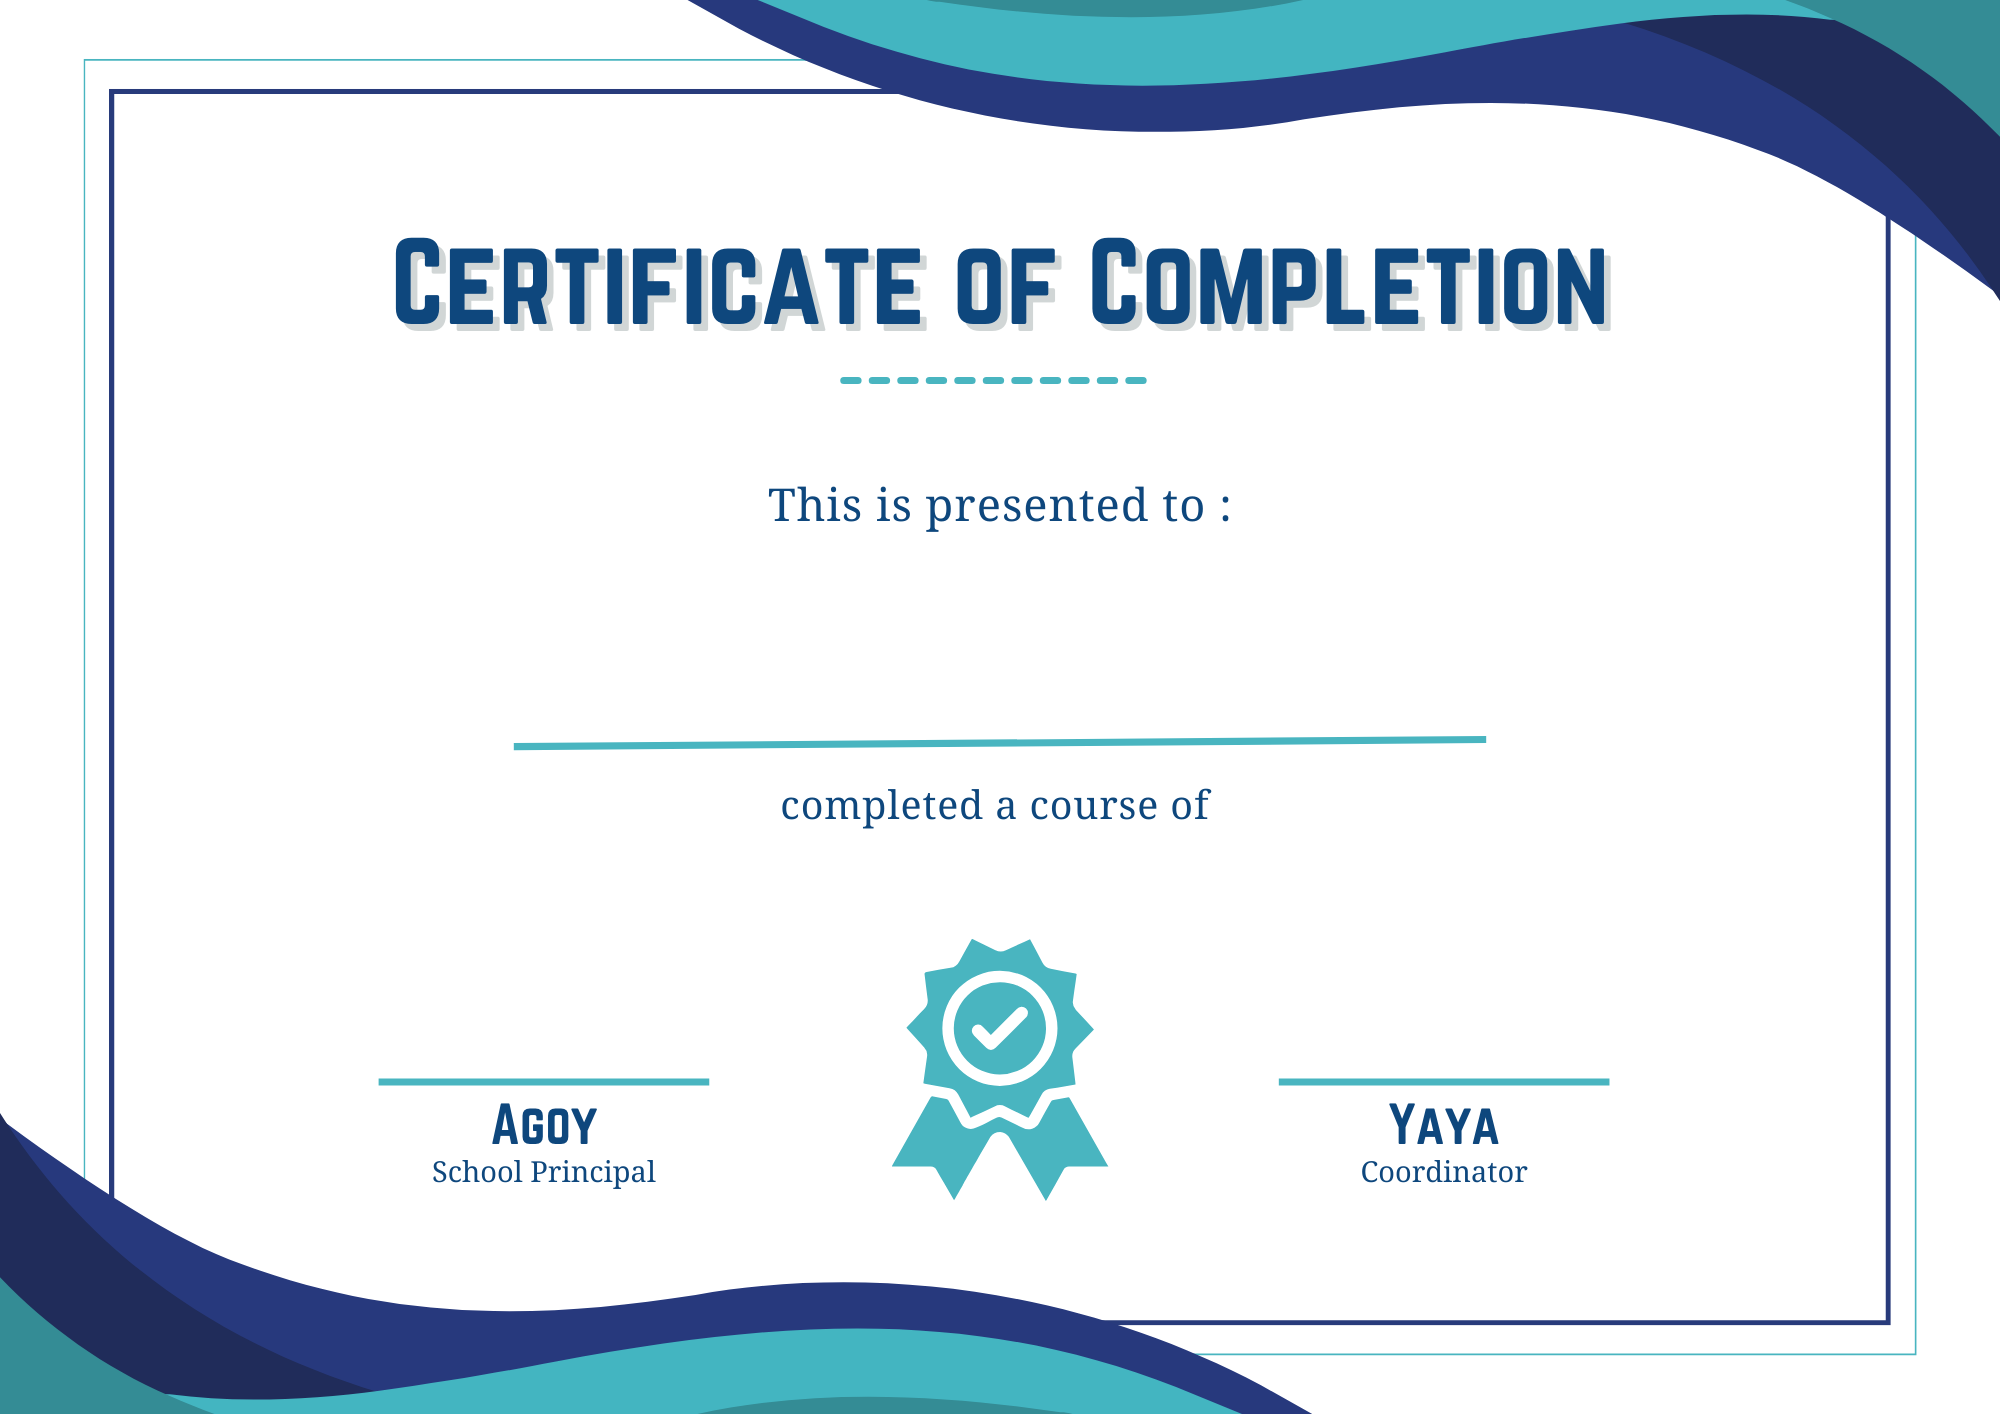 Certificate of Completion
This is presented to :
completed a course of
Agoy
School Principal
Yaya
Coordinator